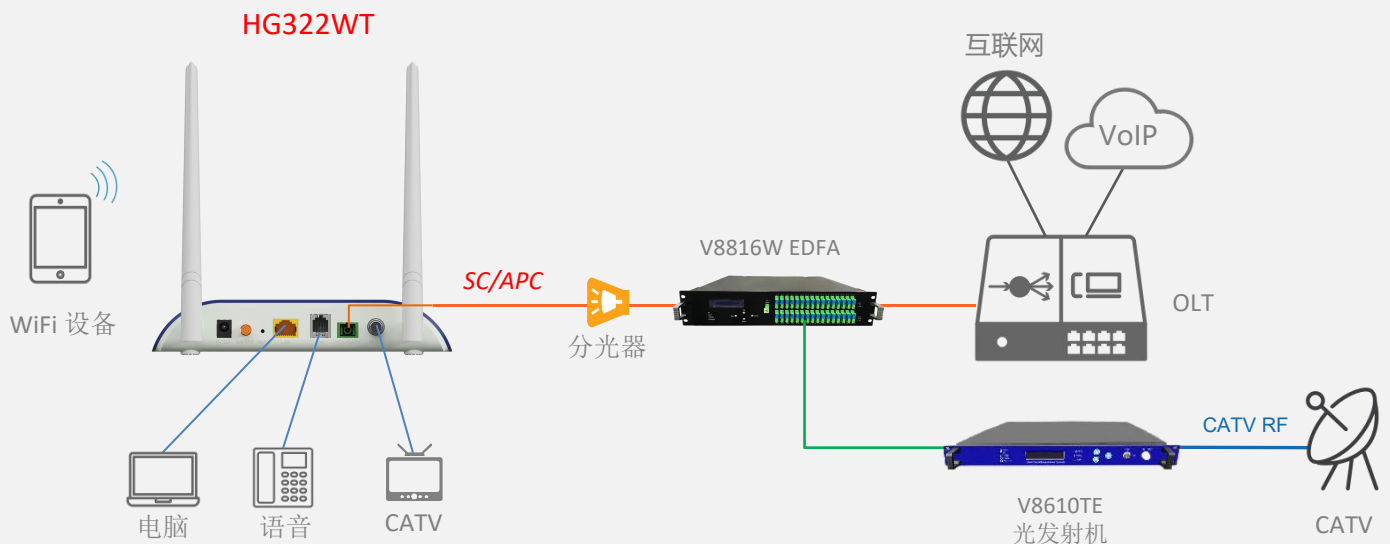 HG322WT
互联网
VoIP
V8816W EDFA
SC/APC
WiFi 设备
分光器
OLT
CATV RF
电脑
语音
CATV
V8610TE
光发射机
CATV